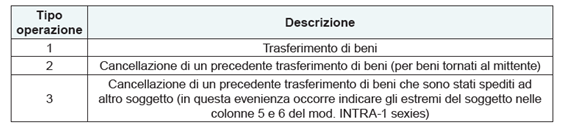 Tipo
operazione
Descrizione
1
Trasferimento di beni
2
Cancellazione di un precedente trasferimento di beni (per beni tornati al mittente)
3
Cancellazione di un precedente trasferimento di beni che sono stati spediti ad
altro soggetto (in questa evenienza occorre indicare gli estremi del soggetto nelle
colonne 5 e 6 del mod. INTRA-1 sexies)